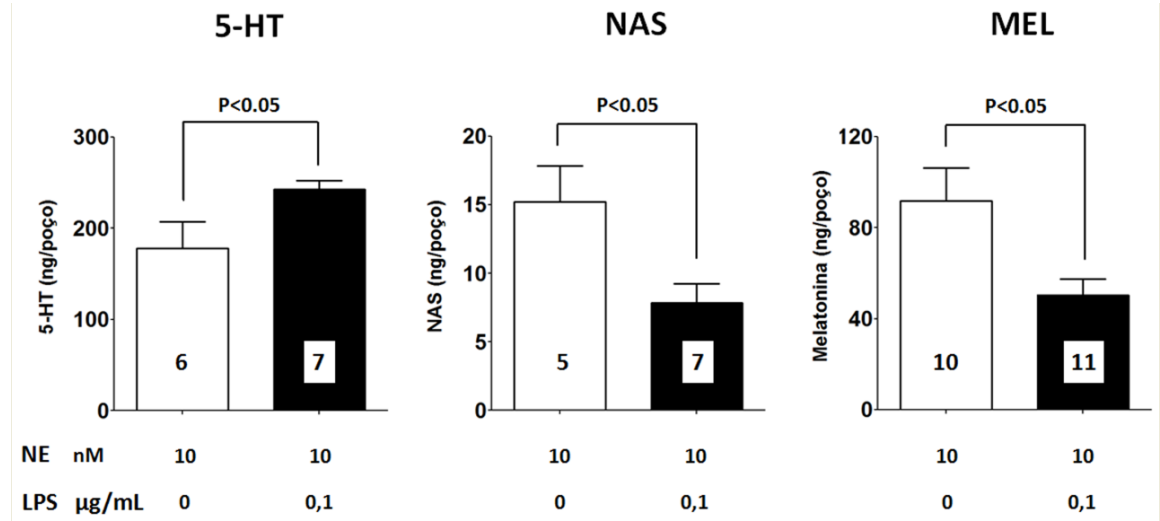 5-HT NAS MEL
P<0.05 P<0.05 P<0.05
5-HT (ng/poço)
300
200
100
0
6 7
NAS (ng/poço)
20
15
10
5
0
5 7
Melatonina (ng/poço)
120
80
40
0
10 11
NE nM 10 10 10 10 10 10
LPS µg/mL 0 0,1 0 0,1 0 0,1